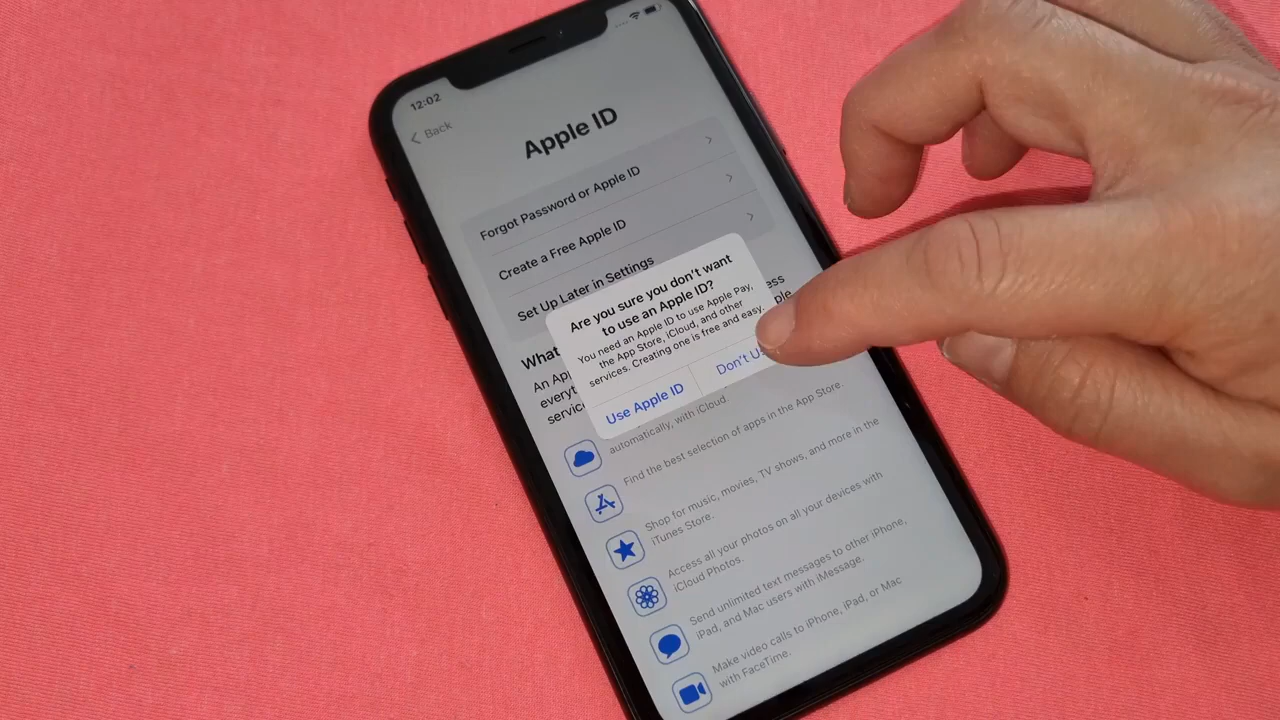 12:02
Back
Apple ID
Forgot Password or Apple ID
Create a Free Apple ID
Set Up Later in Settings
Are you sure you don't want
to use an Apple ID?
You need an Apple ID to use Apple Pay,
the App Store, iCloud, and other
services. Creating one is free and easy.
Use Apple ID
Don't
What
An
automatically, with iCloud.
Find the best selection of apps in the App Store.
Shop for music, movies, TV shows, and more in the
iTunes Store.
Access all your photos on all your devices with
iCloud Photos.
Send unlimited text messages to other iPhone,
iPad, and Mac users with iMessage.
Make video calls to iPhone, iPad, or Mac
with FaceTime.